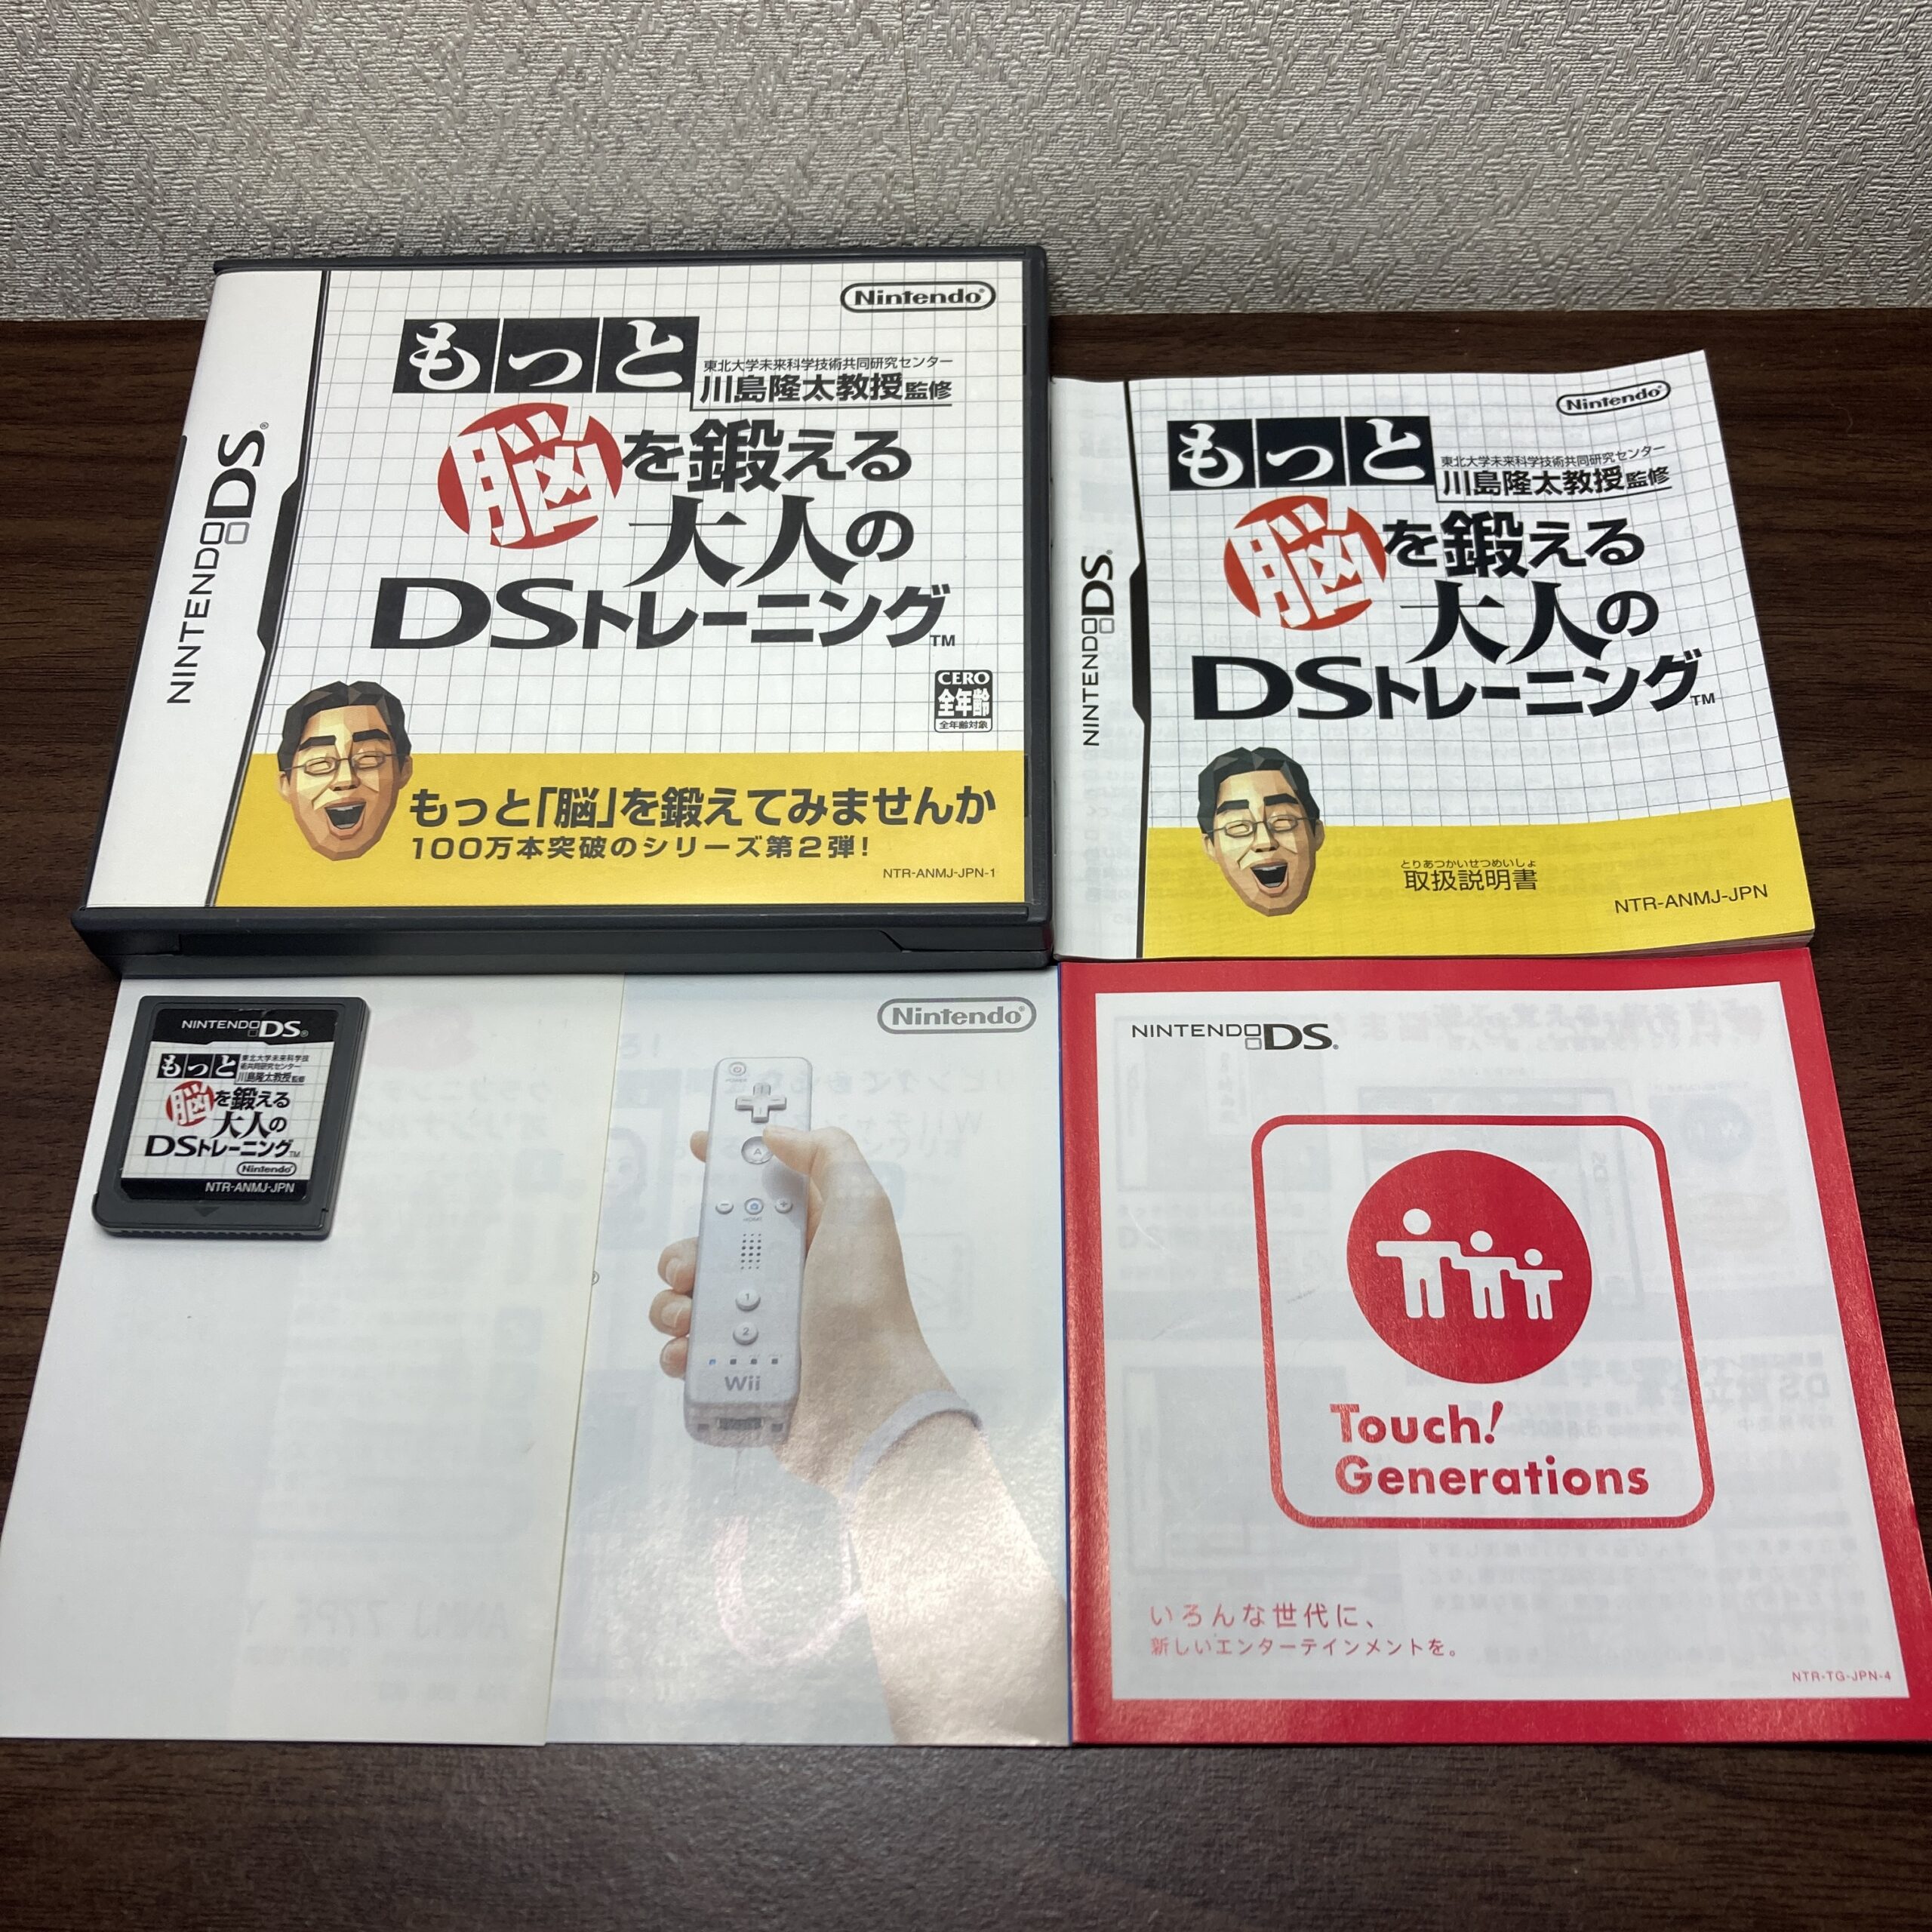 Nintendo
もっと
東北大学未来科学技術共同研究センター
川島隆太教授監修
脳を鍛える
大人の
DSトレーニング™
NINTENDO DS®
CERO
全年齢
全年齢対象
もっと「脳」を鍛えてみませんか
100万本突破のシリーズ第2弾!
NTR-ANMJ-JPN-1
Nintendo
もっと
東北大学未来科学技術共同研究センター
川島隆太教授監修
脳を鍛える
大人の
DSトレーニング™
NINTENDO DS®
とりあつかいせつめいしょ
取扱説明書
NTR-ANMJ-JPN
NINTENDO DS®
もっと
東北大学未来科学技
術共同研究センター
川島隆太教授監修
脳を鍛える
大人の
DSトレーニング™
Nintendo
NTR-ANMJ-JPN
Nintendo
POWER
A
HOME
1
2
Wii
NINTENDO DS®
Touch!
Generations
いろんな世代に、
新しいエンターテインメントを。
NTR-TG-JPN-4